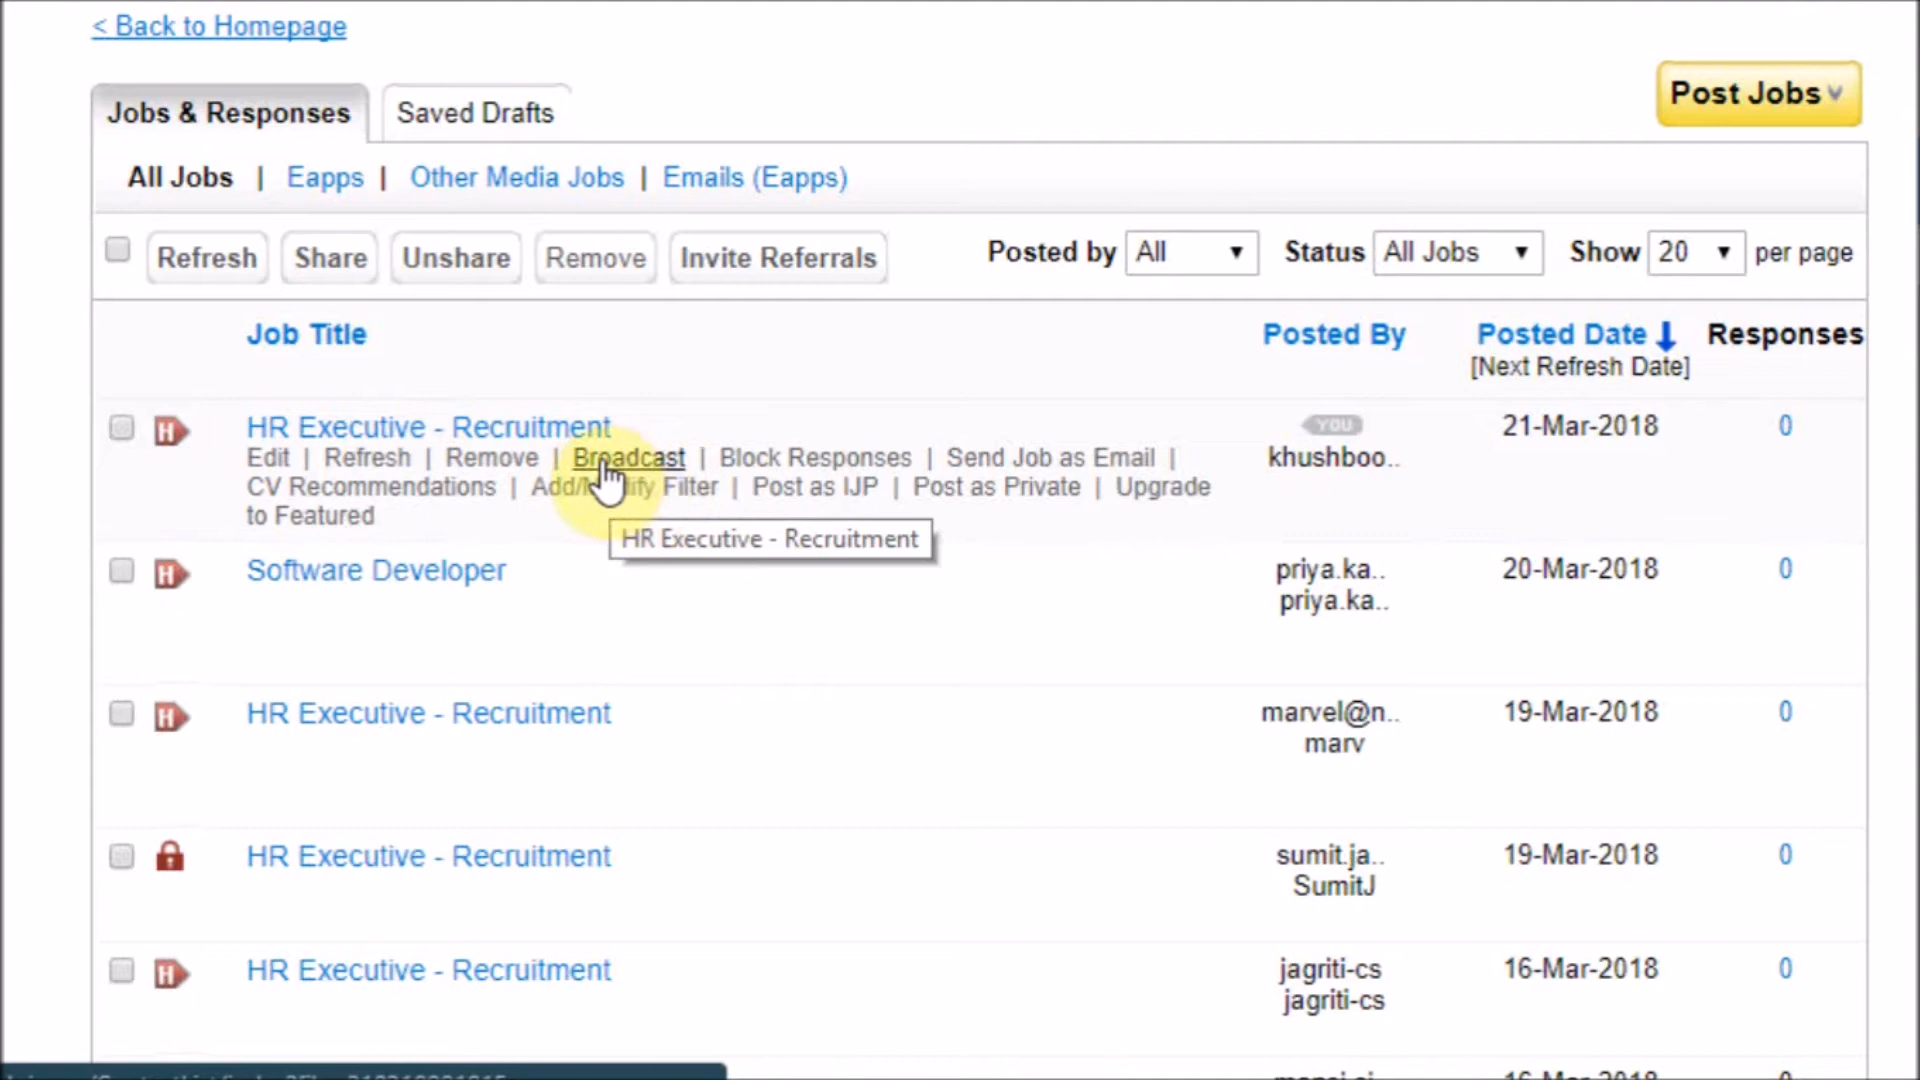 < Back to Homepage
Jobs & Responses Saved Drafts Post Jobs
All Jobs | Eapps | Other Media Jobs | Emails (Eapps)
Refresh Share Unshare Remove Invite Referrals Posted by All Status All Jobs Show 20 per page
Job Title Posted By Posted Date Responses
[Next Refresh Date]
HR Executive - Recruitment YOU 21-Mar-2018 0
Edit | Refresh | Remove | Broadcast | Block Responses | Send Job as Email | khushboo..
CV Recommendations | Filter | Post as IJP | Post as Private | Upgrade
to Featured
HR Executive - Recruitment
H Software Developer priya.ka.. 20-Mar-2018 0
priya.ka..
H HR Executive - Recruitment marvel@n.. 19-Mar-2018 0
marv
HR Executive - Recruitment sumit.ja.. 19-Mar-2018 0
SumitJ
H HR Executive - Recruitment jagriti-cs 16-Mar-2018 0
jagriti-cs